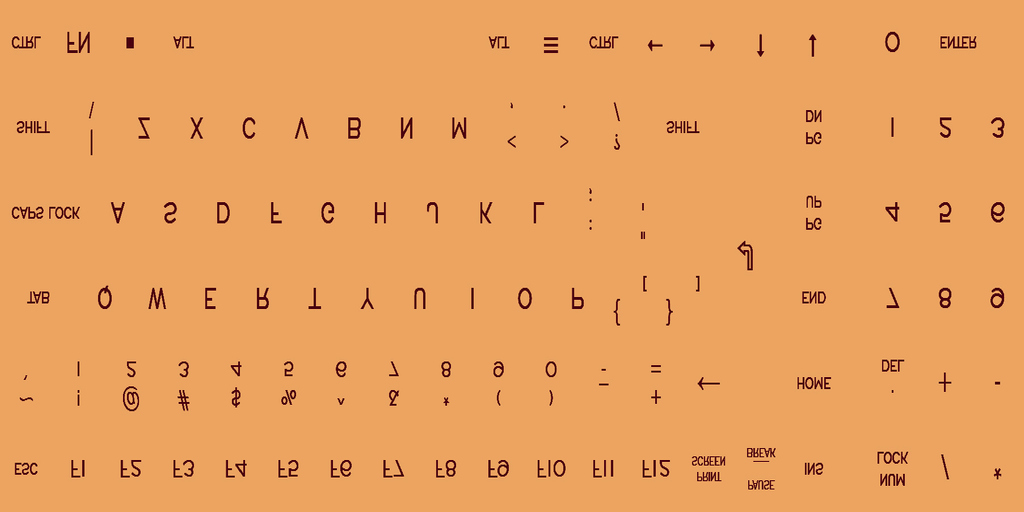 ESC F1 F2 F3 F4 F5 F6 F7 F8 F9 F10 F11 F12 PRINT SCREEN PAUSE BREAK INS NUM LOCK / *
~ ! @ # $ % ^ & * ( ) _ +
` 1 2 3 4 5 6 7 8 9 0 - = ← HOME . DEL + -
TAB Q W E R T Y U I O P { [ } ] END 7 8 9
CAPS LOCK A S D F G H J K L : ; " ' PG UP 4 5 6
SHIFT | \ Z X C V B N M < , > . ? / SHIFT PG DN 1 2 3
CTRL FN ALT ALT CTRL ← → ↑ ↓ 0 ENTER